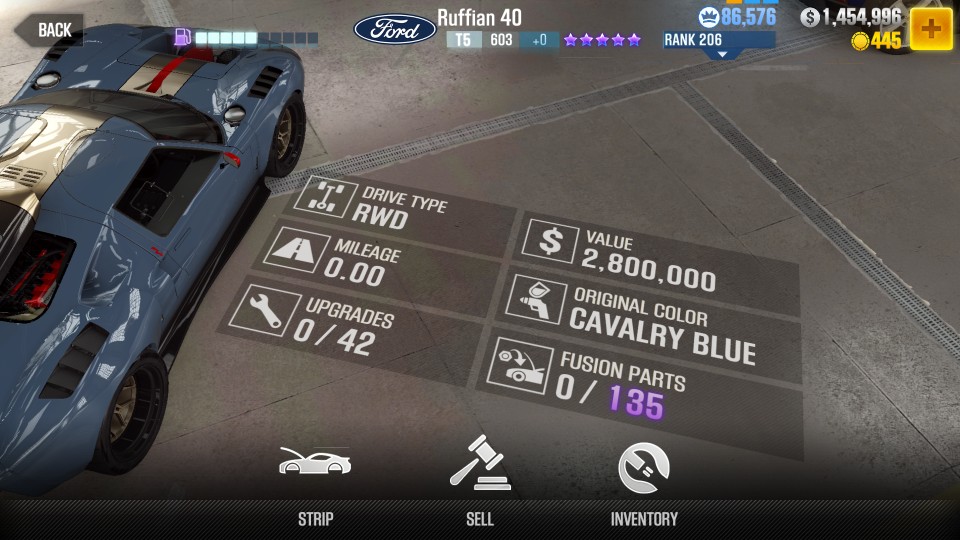 BACK
Ford
Ruffian 40
T5 603 +0
86,576
RANK 206
$ 1,454,996
445
DRIVE TYPE
RWD
MILEAGE
0.00
UPGRADES
0 / 42
$
VALUE
2,800,000
ORIGINAL COLOR
CAVALRY BLUE
FUSION PARTS
0 / 135
STRIP
SELL
INVENTORY